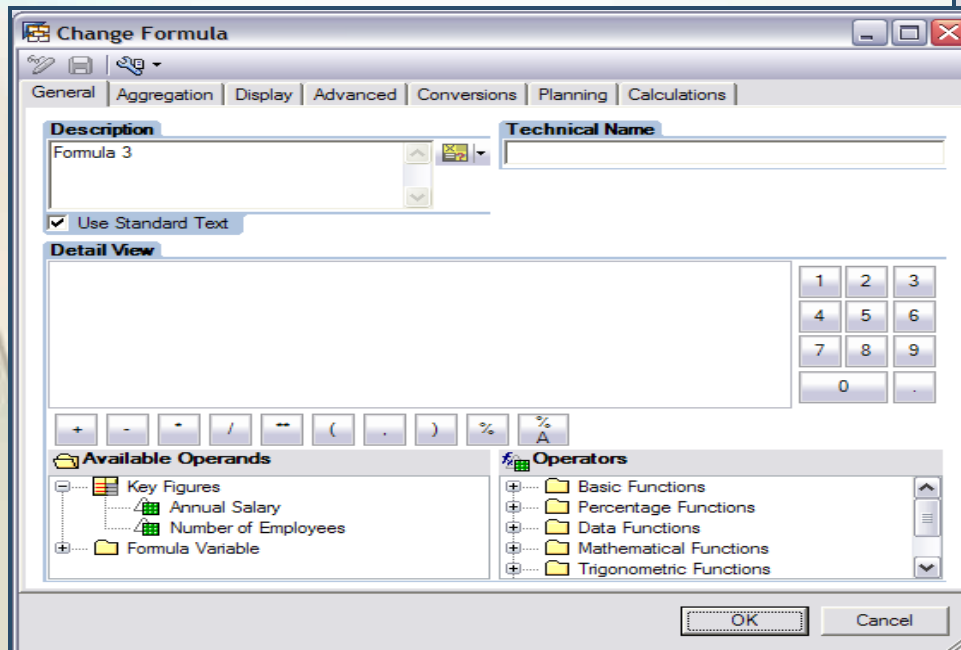 Change Formula
General Aggregation Display Advanced Conversions Planning Calculations
Description Technical Name
Formula 3
Use Standard Text
Detail View
1 2 3
4 5 6
7 8 9
0 .
+ - * / ** ( . ) % %A
Available Operands Operators
Key Figures Basic Functions
Annual Salary Percentage Functions
Number of Employees Data Functions
Formula Variable Mathematical Functions
Trigonometric Functions
OK Cancel